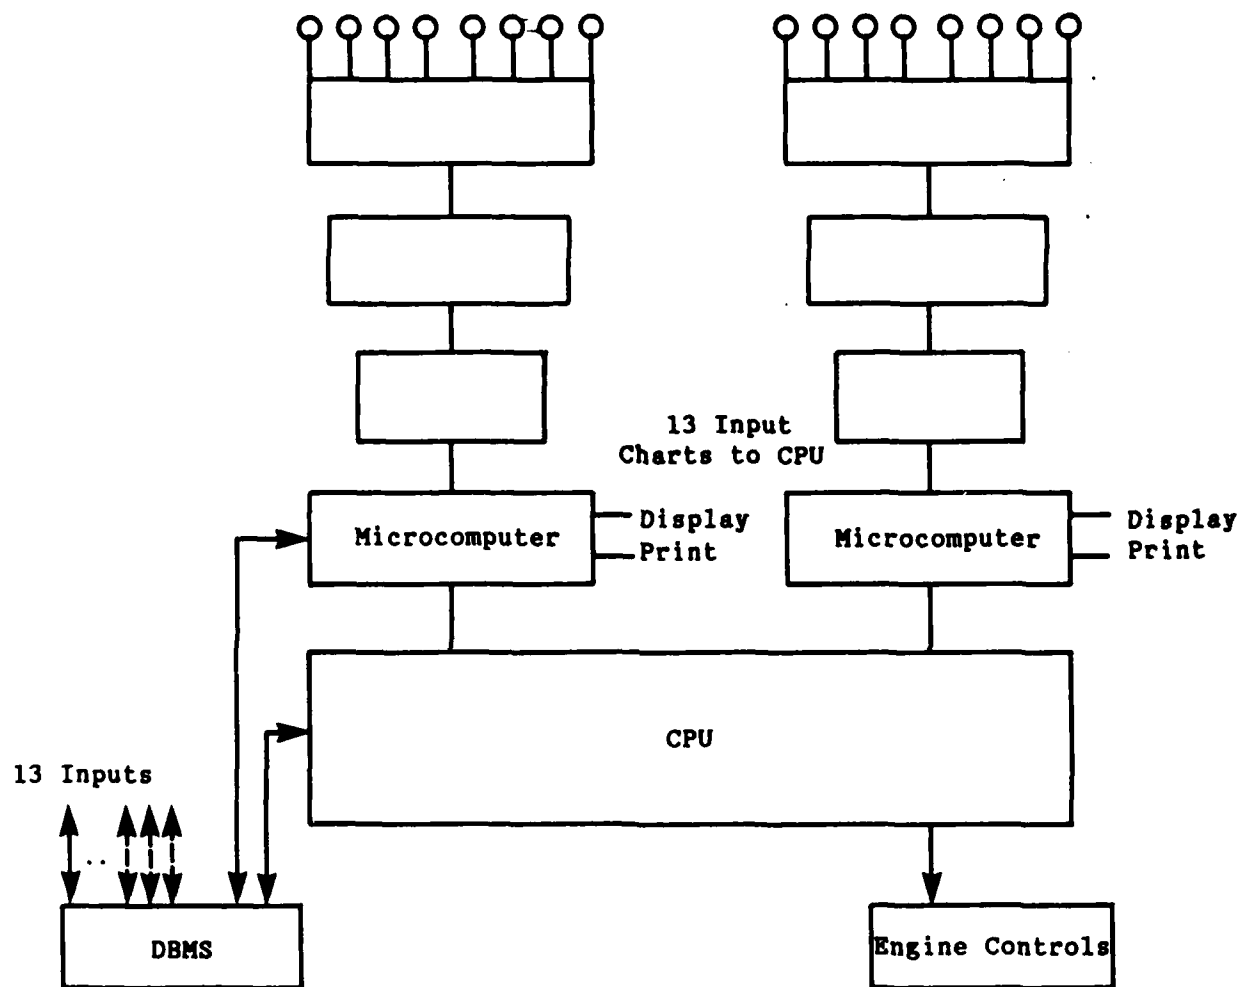 13 Input
Charts to CPU
Microcomputer
Display
Print
Microcomputer
Display
Print
CPU
13 Inputs
..
DBMS
Engine Controls